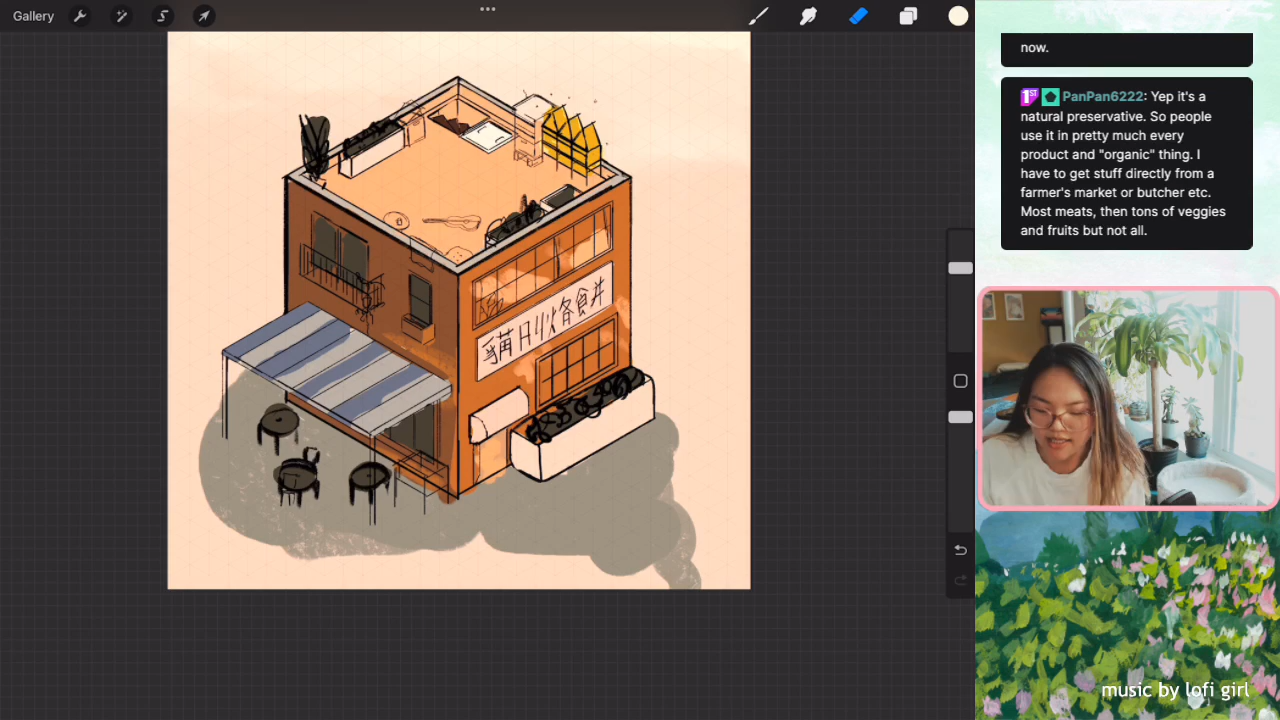 Gallery
now.
1ST PanPan6222: Yep it's a
natural preservative. So people
use it in pretty much every
product and "organic" thing. I
have to get stuff directly from a
farmer's market or butcher etc.
Most meats, then tons of veggies
and fruits but not all.
music by lofi girl